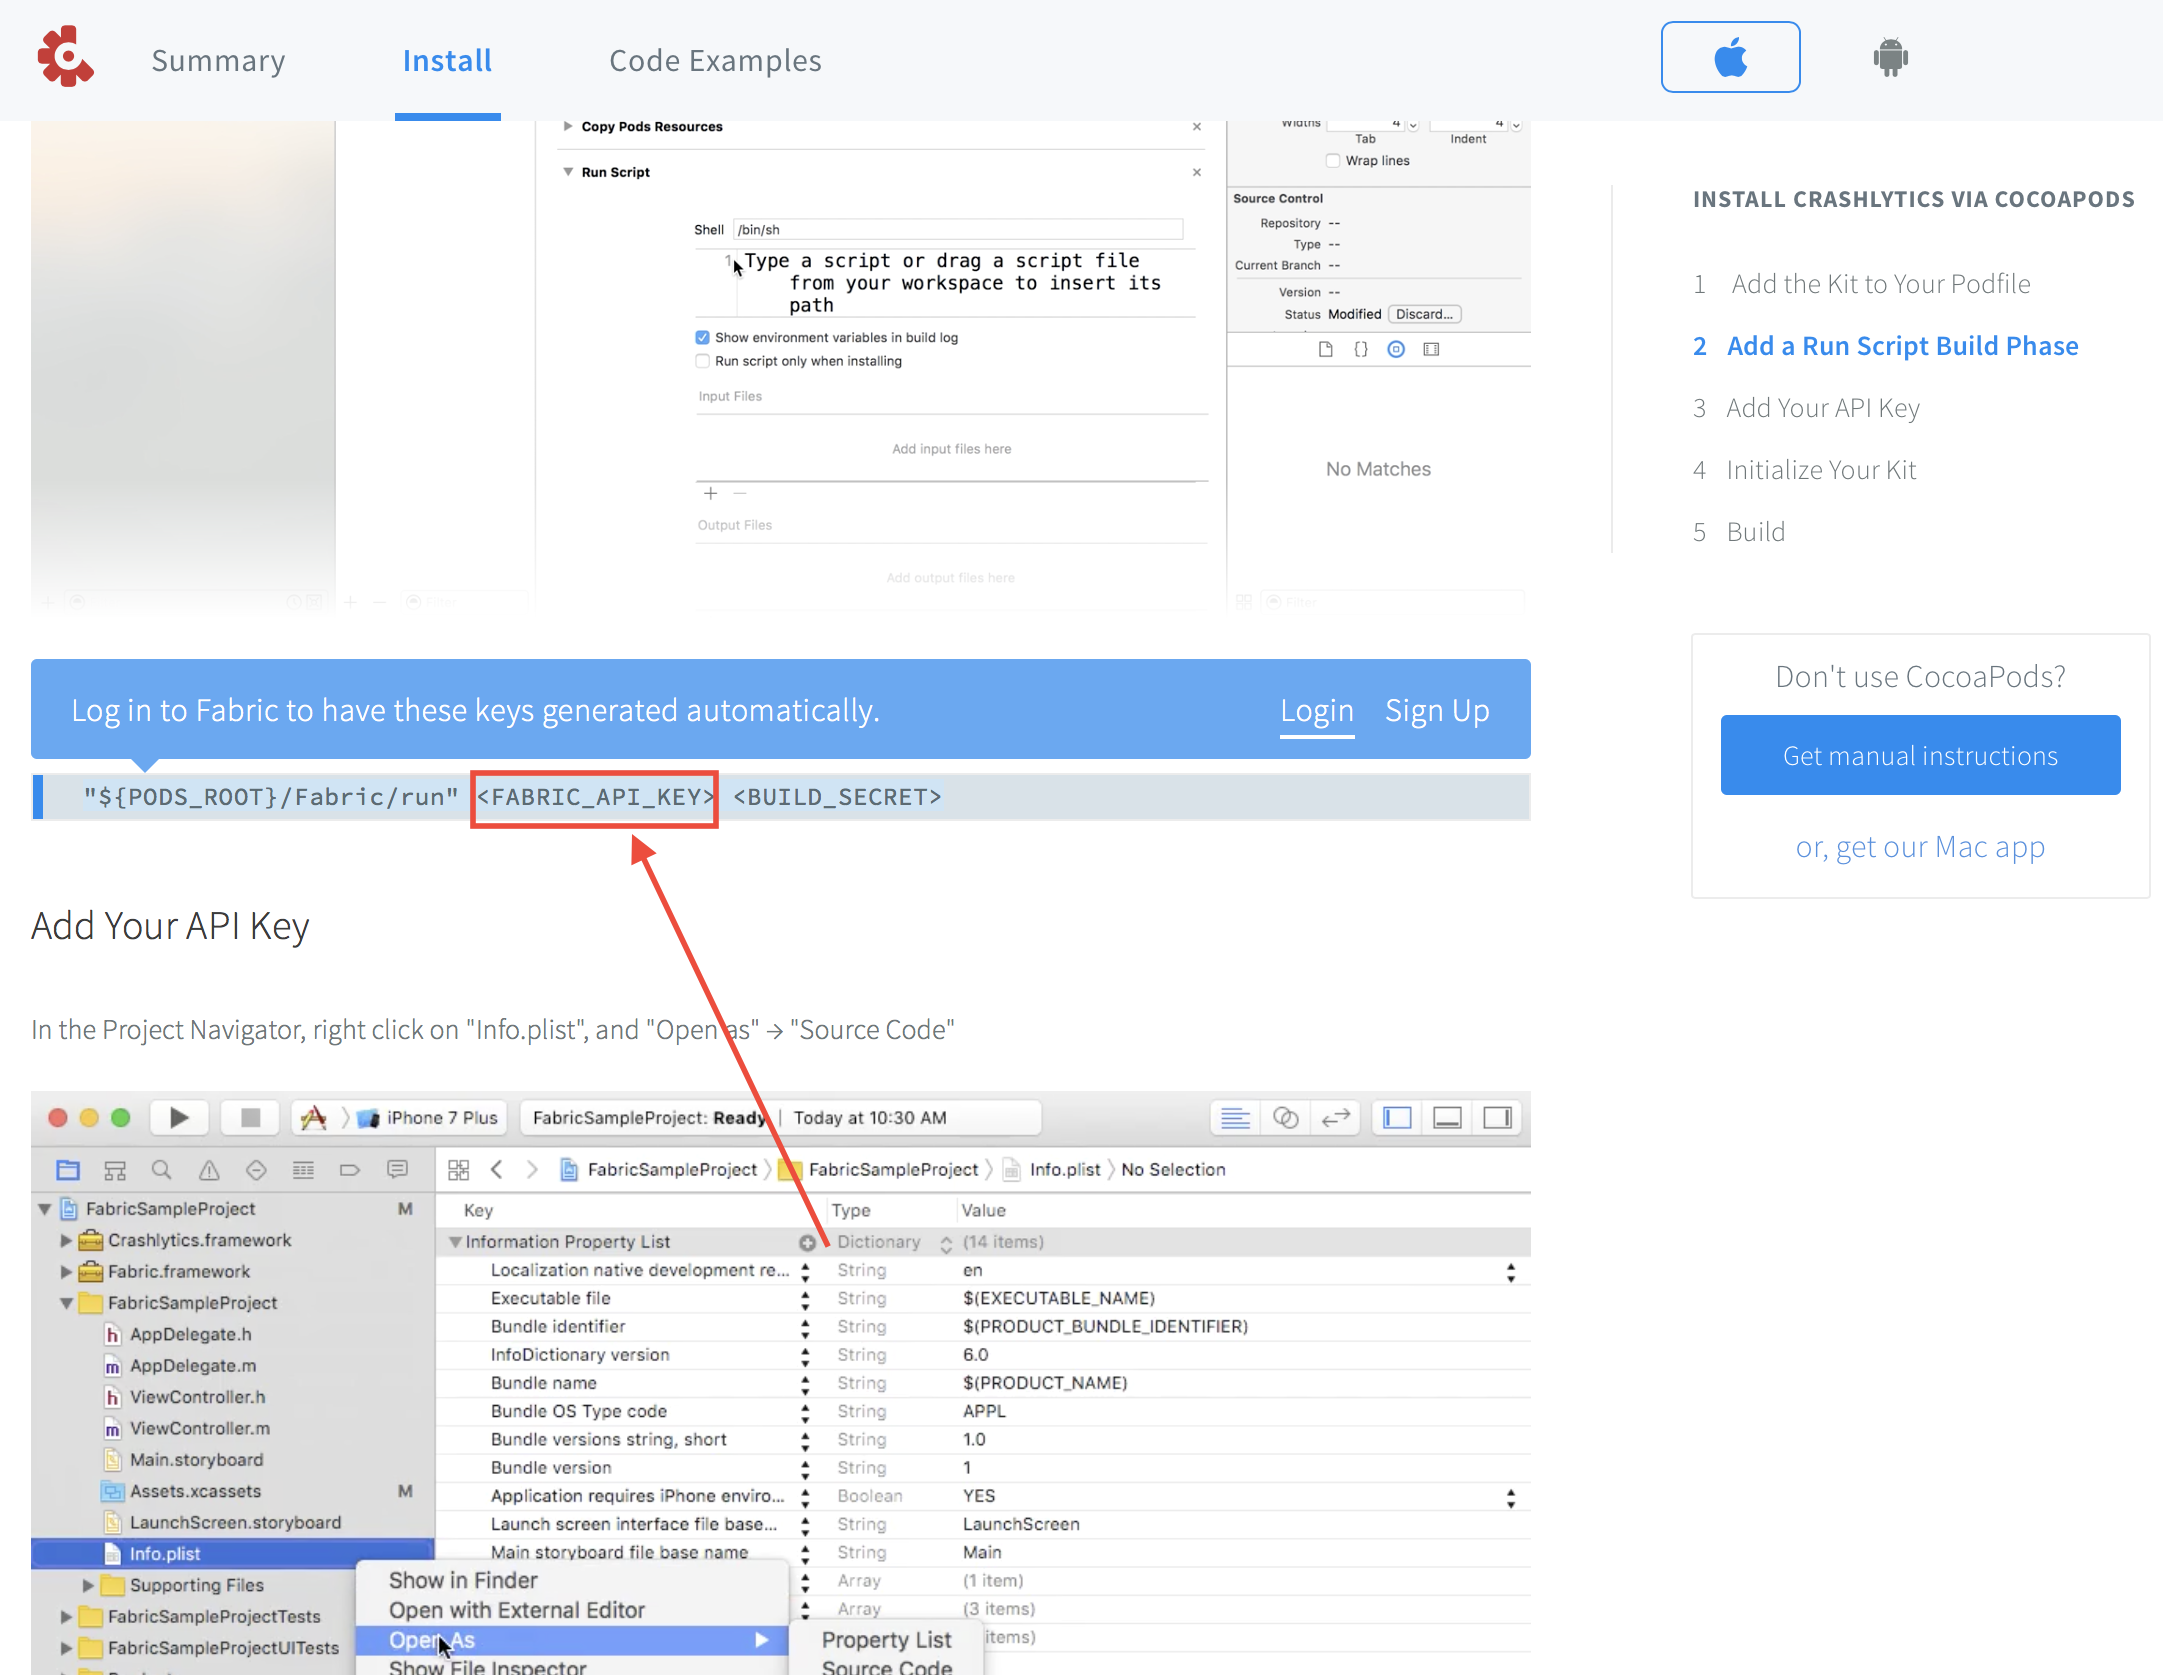 Summary
Install
Code Examples
Copy Pods Resources
Run Script
Shell /bin/sh
1 Type a script or drag a script file
from your workspace to insert its
path
Show environment variables in build log
Run script only when installing
Input Files
Add input files here
Output Files
Add output files here
Filter
Widths 4 4
Tab Indent
Wrap lines
Source Control
Repository --
Type --
Current Branch --
Version --
Status Modified Discard...
No Matches
Filter
INSTALL CRASHLYTICS VIA COCOAPODS
1 Add the Kit to Your Podfile
2 Add a Run Script Build Phase
3 Add Your API Key
4 Initialize Your Kit
5 Build
Don't use CocoaPods?
Get manual instructions
or, get our Mac app
Log in to Fabric to have these keys generated automatically.
Login Sign Up
"${PODS_ROOT}/Fabric/run" <FABRIC_API_KEY> <BUILD_SECRET>
Add Your API Key
In the Project Navigator, right click on "Info.plist", and "Open as" → "Source Code"
iPhone 7 Plus
FabricSampleProject: Ready | Today at 10:30 AM
FabricSampleProject FabricSampleProject Info.plist No Selection
FabricSampleProject M
Crashlytics.framework
Fabric.framework
FabricSampleProject
h AppDelegate.h
m AppDelegate.m
h ViewController.h
m ViewController.m
Main.storyboard
Assets.xcassets M
LaunchScreen.storyboard
Info.plist
Supporting Files
FabricSampleProjectTests
FabricSampleProjectUITests
Key Type Value
Information Property List Dictionary (14 items)
Localization native development re... String en
Executable file String $(EXECUTABLE_NAME)
Bundle identifier String $(PRODUCT_BUNDLE_IDENTIFIER)
InfoDictionary version String 6.0
Bundle name String $(PRODUCT_NAME)
Bundle OS Type code String APPL
Bundle versions string, short String 1.0
Bundle version String 1
Application requires iPhone enviro... Boolean YES
Launch screen interface file base... String LaunchScreen
Main storyboard file base name String Main
Array (1 item)
Array (3 items)
items)
Show in Finder
Open with External Editor
Open As
Show File Inspector
Property List
Source Code